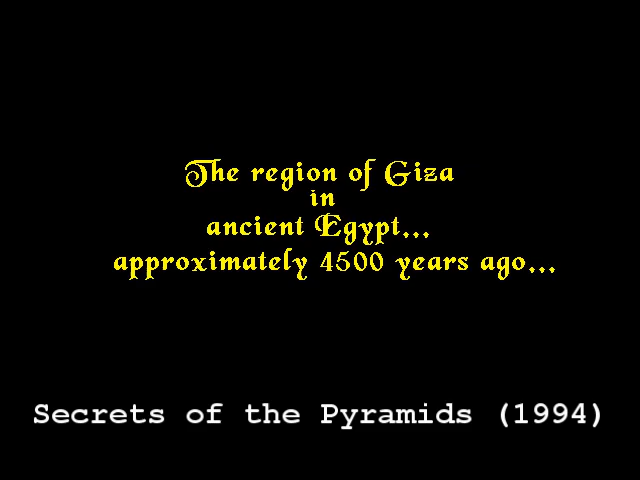 The region of Giza
in
ancient Egypt...
approximately 4500 years ago...
Secrets of the Pyramids (1994)